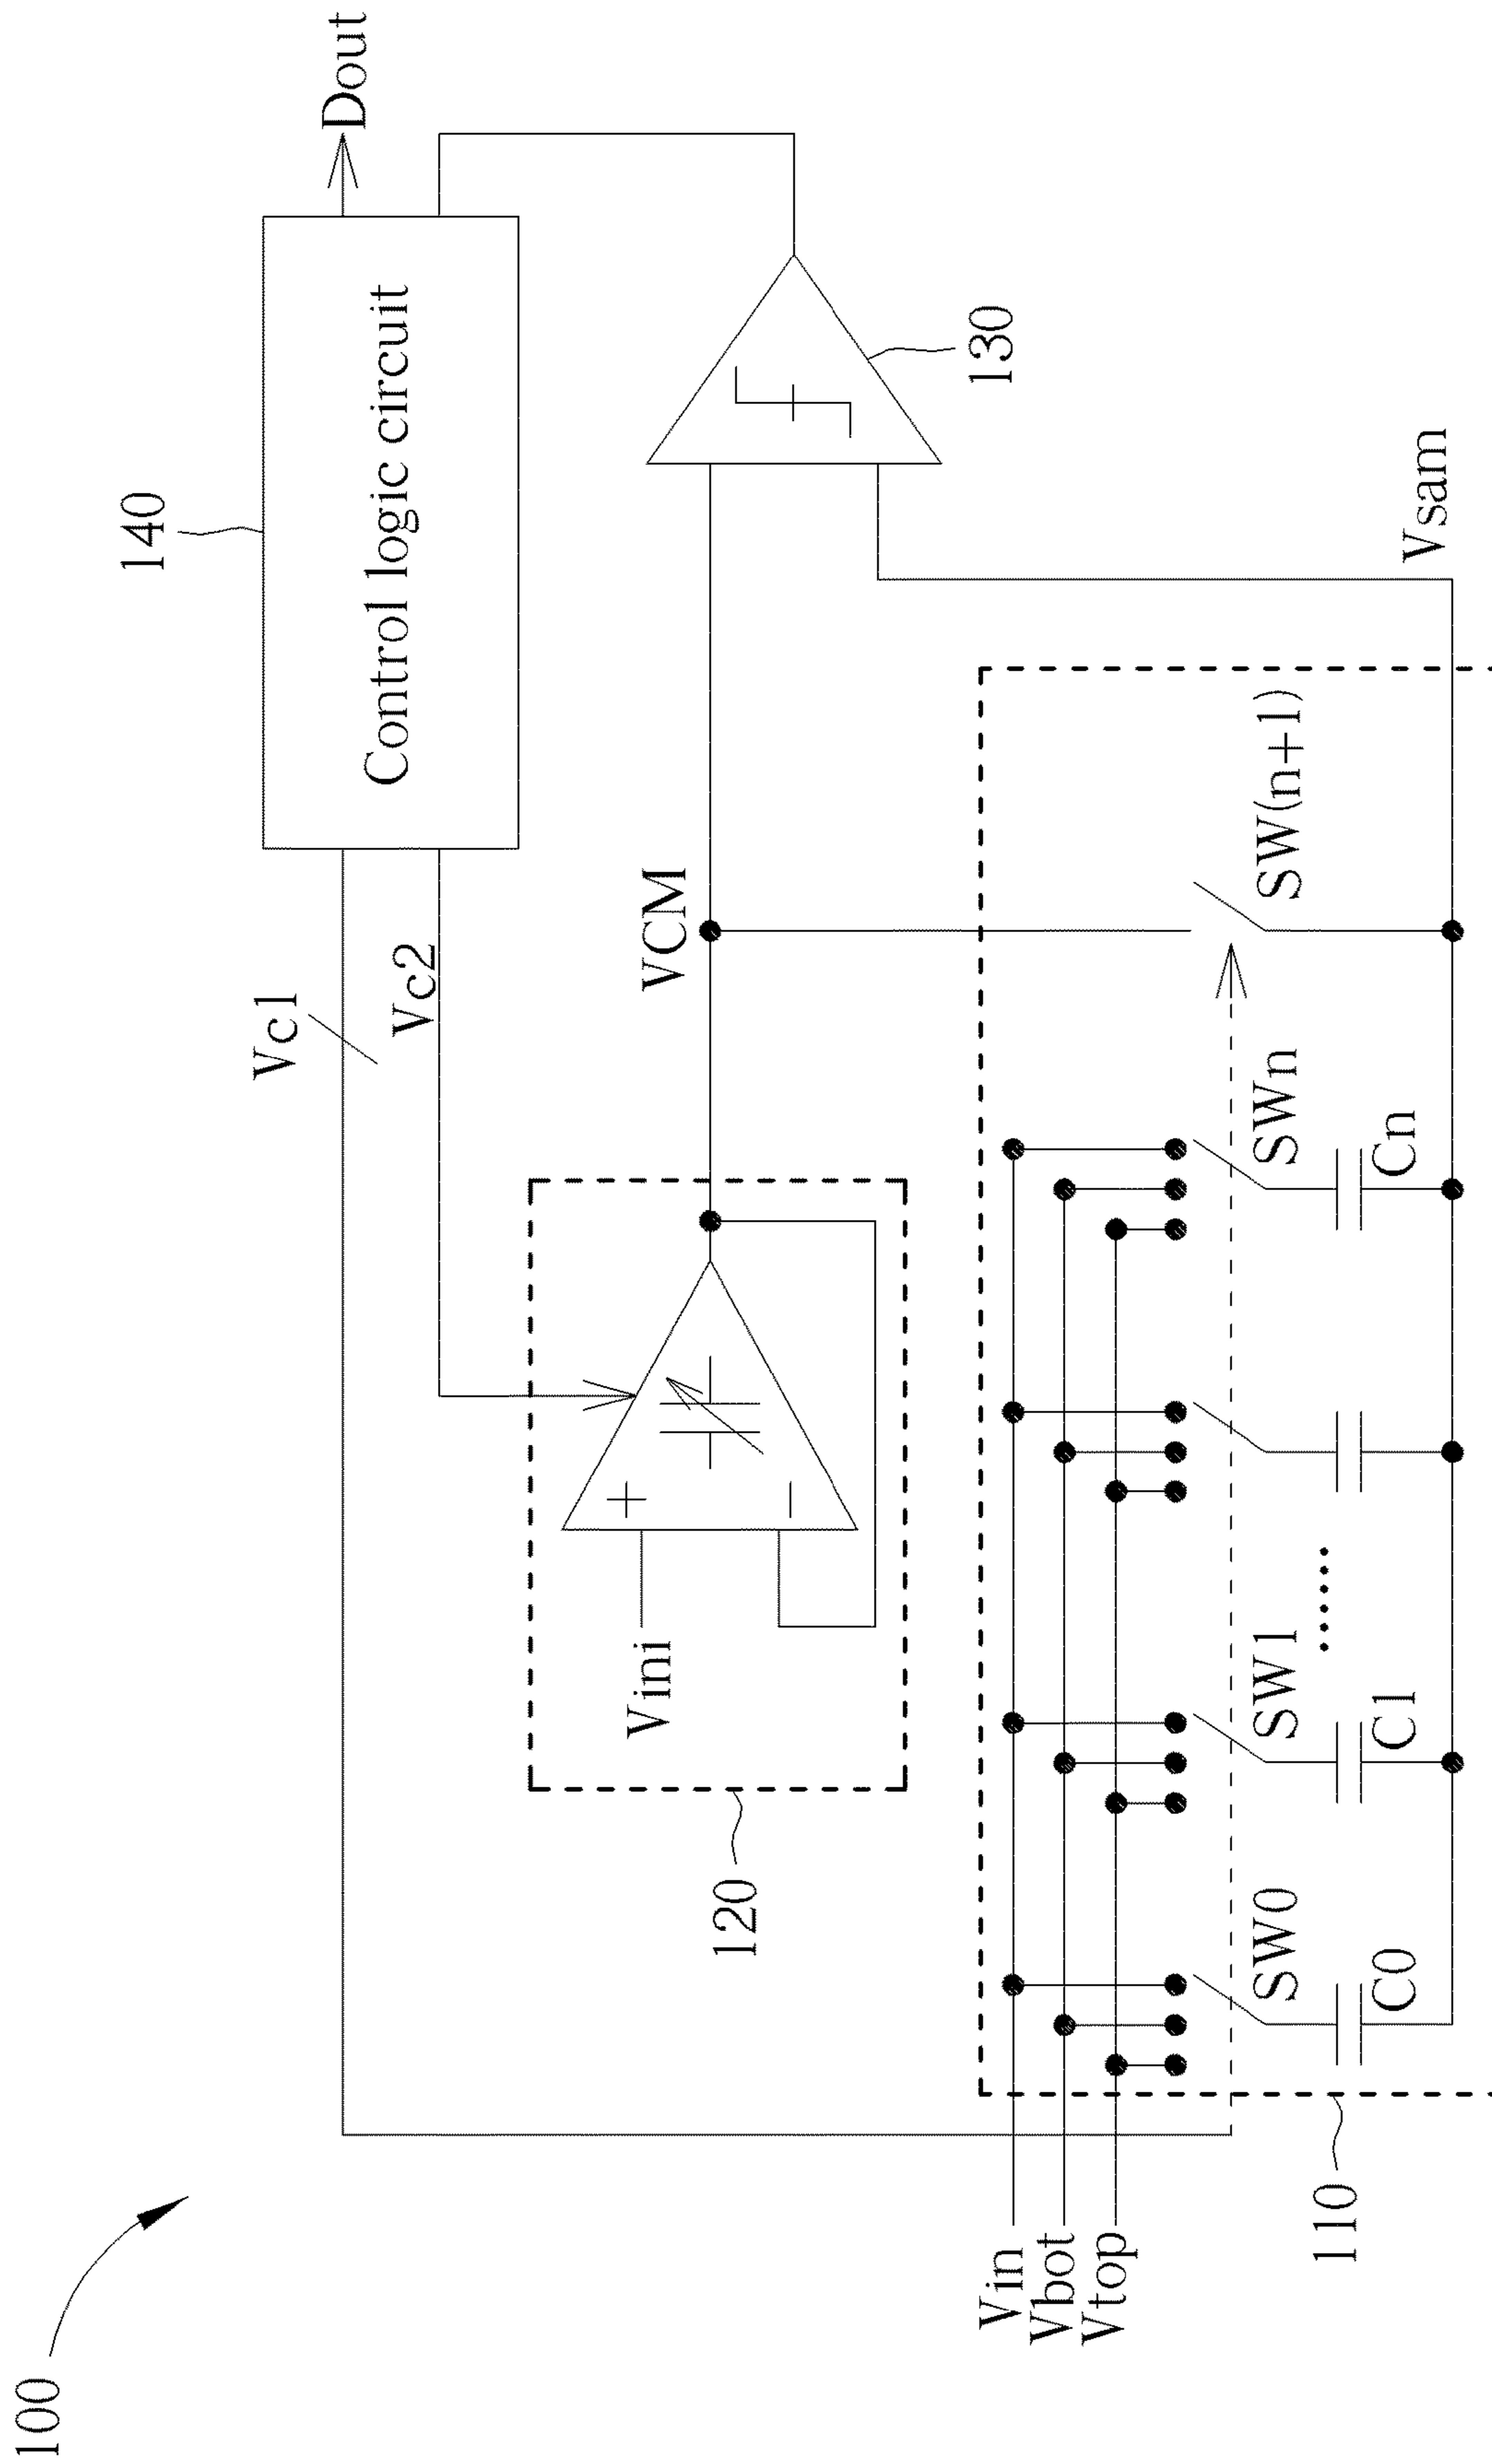 100
140
Control logic circuit
Dout
Vc1
Vc2
VCM
Vini
120
130
Vin
Vbot
Vtop
SW0
SW1
SWn
SW(n+1)
C0
C1
......
Cn
Vsam
110